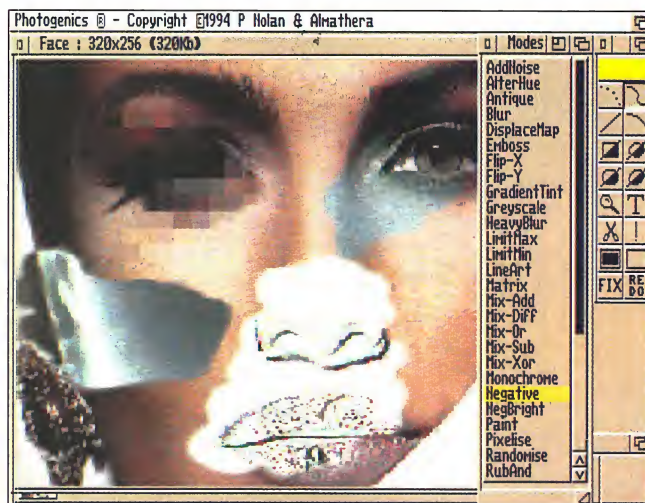 Photogenics ® - Copyright ©1994 P Nolan & Almathera
Face : 320x256 (320Kb)
Modes
AddNoise
AlterHue
Antique
Blur
DisplaceMap
Emboss
Flip-X
Flip-Y
GradientTint
Greyscale
HeavyBlur
LimitMax
LimitMin
LineArt
Matrix
Mix-Add
Mix-Diff
Mix-Or
Mix-Sub
Mix-Xor
Monochrome
Negative
NegBright
Paint
Pixelise
Randomise
RubAnd
T
!
FIX
RE
DO